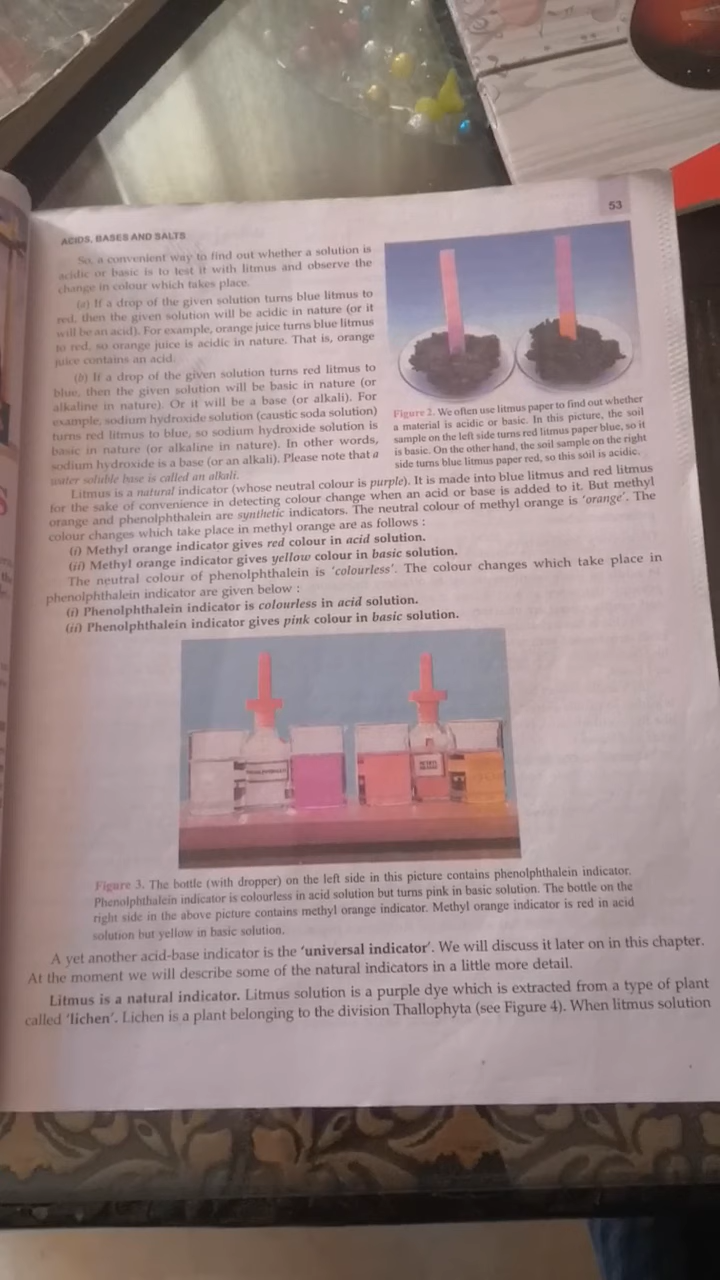 53
ACIDS, BASES AND SALTS
So, a convenient way to find out whether a solution is
acidic or basic is to test it with litmus and observe the
change in colour which takes place.
(a) If a drop of the given solution turns blue litmus to
red, then the given solution will be acidic in nature (or it
will be an acid). For example, orange juice turns blue litmus
to red, so orange juice is acidic in nature. That is, orange
juice contains an acid.
(b) If a drop of the given solution turns red litmus to
blue, then the given solution will be basic in nature (or
alkaline in nature). Or it will be a base (or alkali). For
example, sodium hydroxide solution (caustic soda solution)
turns red litmus to blue, so sodium hydroxide solution is
basic in nature (or alkaline in nature). In other words,
sodium hydroxide is a base (or an alkali). Please note that a
water soluble base is called an alkali.
Figure 2. We often use litmus paper to find out whether
a material is acidic or basic. In this picture, the soil
sample on the left side turns red litmus paper blue, so it
is basic. On the other hand, the soil sample on the right
side turns blue litmus paper red, so this soil is acidic.
Litmus is a natural indicator (whose neutral colour is purple). It is made into blue litmus and red litmus
for the sake of convenience in detecting colour change when an acid or base is added to it. But methyl
orange and phenolphthalein are synthetic indicators. The neutral colour of methyl orange is 'orange'. The
colour changes which take place in methyl orange are as follows :
(i) Methyl orange indicator gives red colour in acid solution.
(ii) Methyl orange indicator gives yellow colour in basic solution.
The neutral colour of phenolphthalein is 'colourless'. The colour changes which take place in
phenolphthalein indicator are given below :
(i) Phenolphthalein indicator is colourless in acid solution.
(ii) Phenolphthalein indicator gives pink colour in basic solution.
Figure 3. The bottle (with dropper) on the left side in this picture contains phenolphthalein indicator.
Phenolphthalein indicator is colourless in acid solution but turns pink in basic solution. The bottle on the
right side in the above picture contains methyl orange indicator. Methyl orange indicator is red in acid
solution but yellow in basic solution.
A yet another acid-base indicator is the 'universal indicator'. We will discuss it later on in this chapter.
At the moment we will describe some of the natural indicators in a little more detail.
Litmus is a natural indicator. Litmus solution is a purple dye which is extracted from a type of plant
called 'lichen'. Lichen is a plant belonging to the division Thallophyta (see Figure 4). When litmus solution